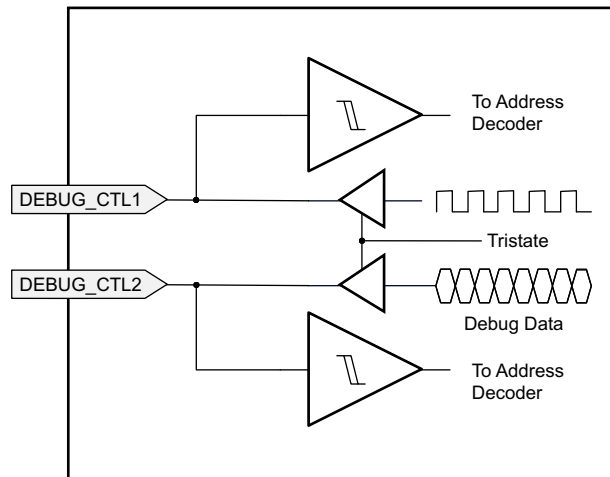 To Address
Decoder
DEBUG_CTL1
Tristate
DEBUG_CTL2
Debug Data
To Address
Decoder